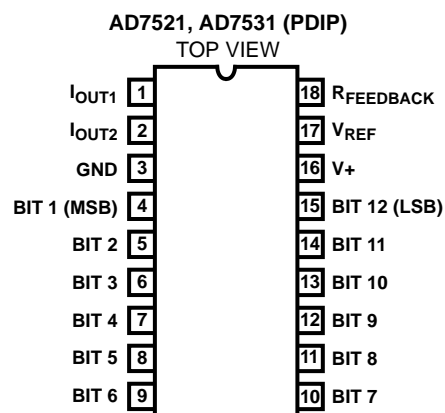 AD7521, AD7531 (PDIP)
TOP VIEW
IOUT1 1 18 RFEEDBACK
IOUT2 2 17 VREF
GND 3 16 V+
BIT 1 (MSB) 4 15 BIT 12 (LSB)
BIT 2 5 14 BIT 11
BIT 3 6 13 BIT 10
BIT 4 7 12 BIT 9
BIT 5 8 11 BIT 8
BIT 6 9 10 BIT 7